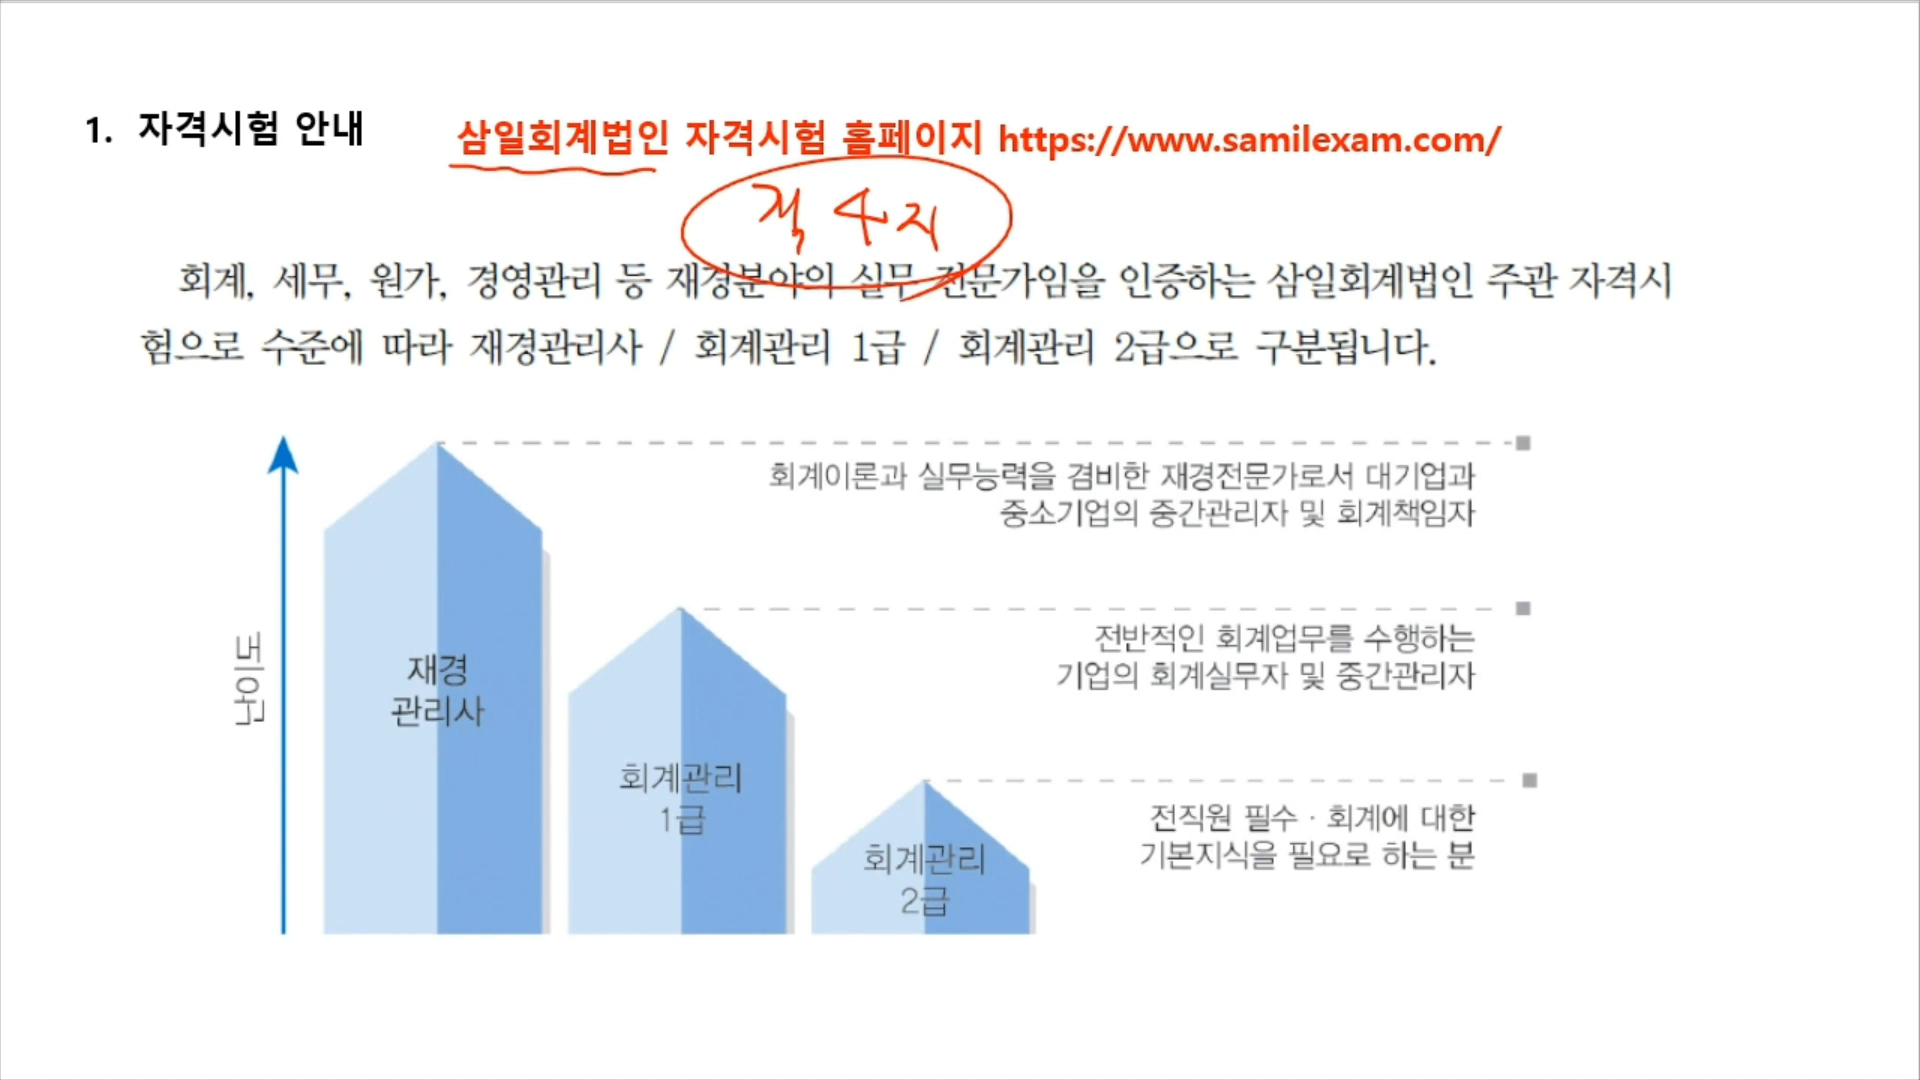 1. 자격시험 안내 삼일회계법인 자격시험 홈페이지 https://www.samilexam.com/
회계, 세무, 원가, 경영관리 등 재경분야의 실무 전문가임을 인증하는 삼일회계법인 주관 자격시
험으로 수준에 따라 재경관리사 / 회계관리 1급 / 회계관리 2급으로 구분됩니다.
회계이론과 실무능력을 겸비한 재경전문가로서 대기업과
중소기업의 중간관리자 및 회계책임자
전반적인 회계업무를 수행하는
기업의 회계실무자 및 중간관리자
난이도
재경
관리사
회계관리
1급
회계관리
2급
전직원 필수 · 회계에 대한
기본지식을 필요로 하는 분